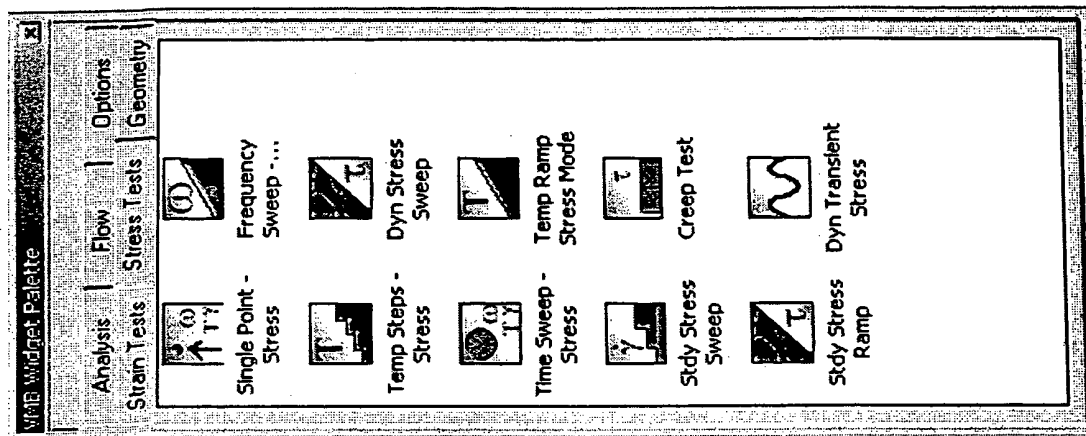 VMB Widget Palette
Analysis Flow Options
Strain Tests Stress Tests Geometry
ω
T γ
Single Point -
Stress
ω
Frequency
Sweep -...
T
Temp Steps -
Stress
τ
Dyn Stress
Sweep
ω
T γ
Time Sweep -
Stress
T
Temp Ramp
Stress Mode
γ
Stdy Stress
Sweep
τ
Creep Test
τ
Stdy Stress
Ramp
Dyn Transient
Stress